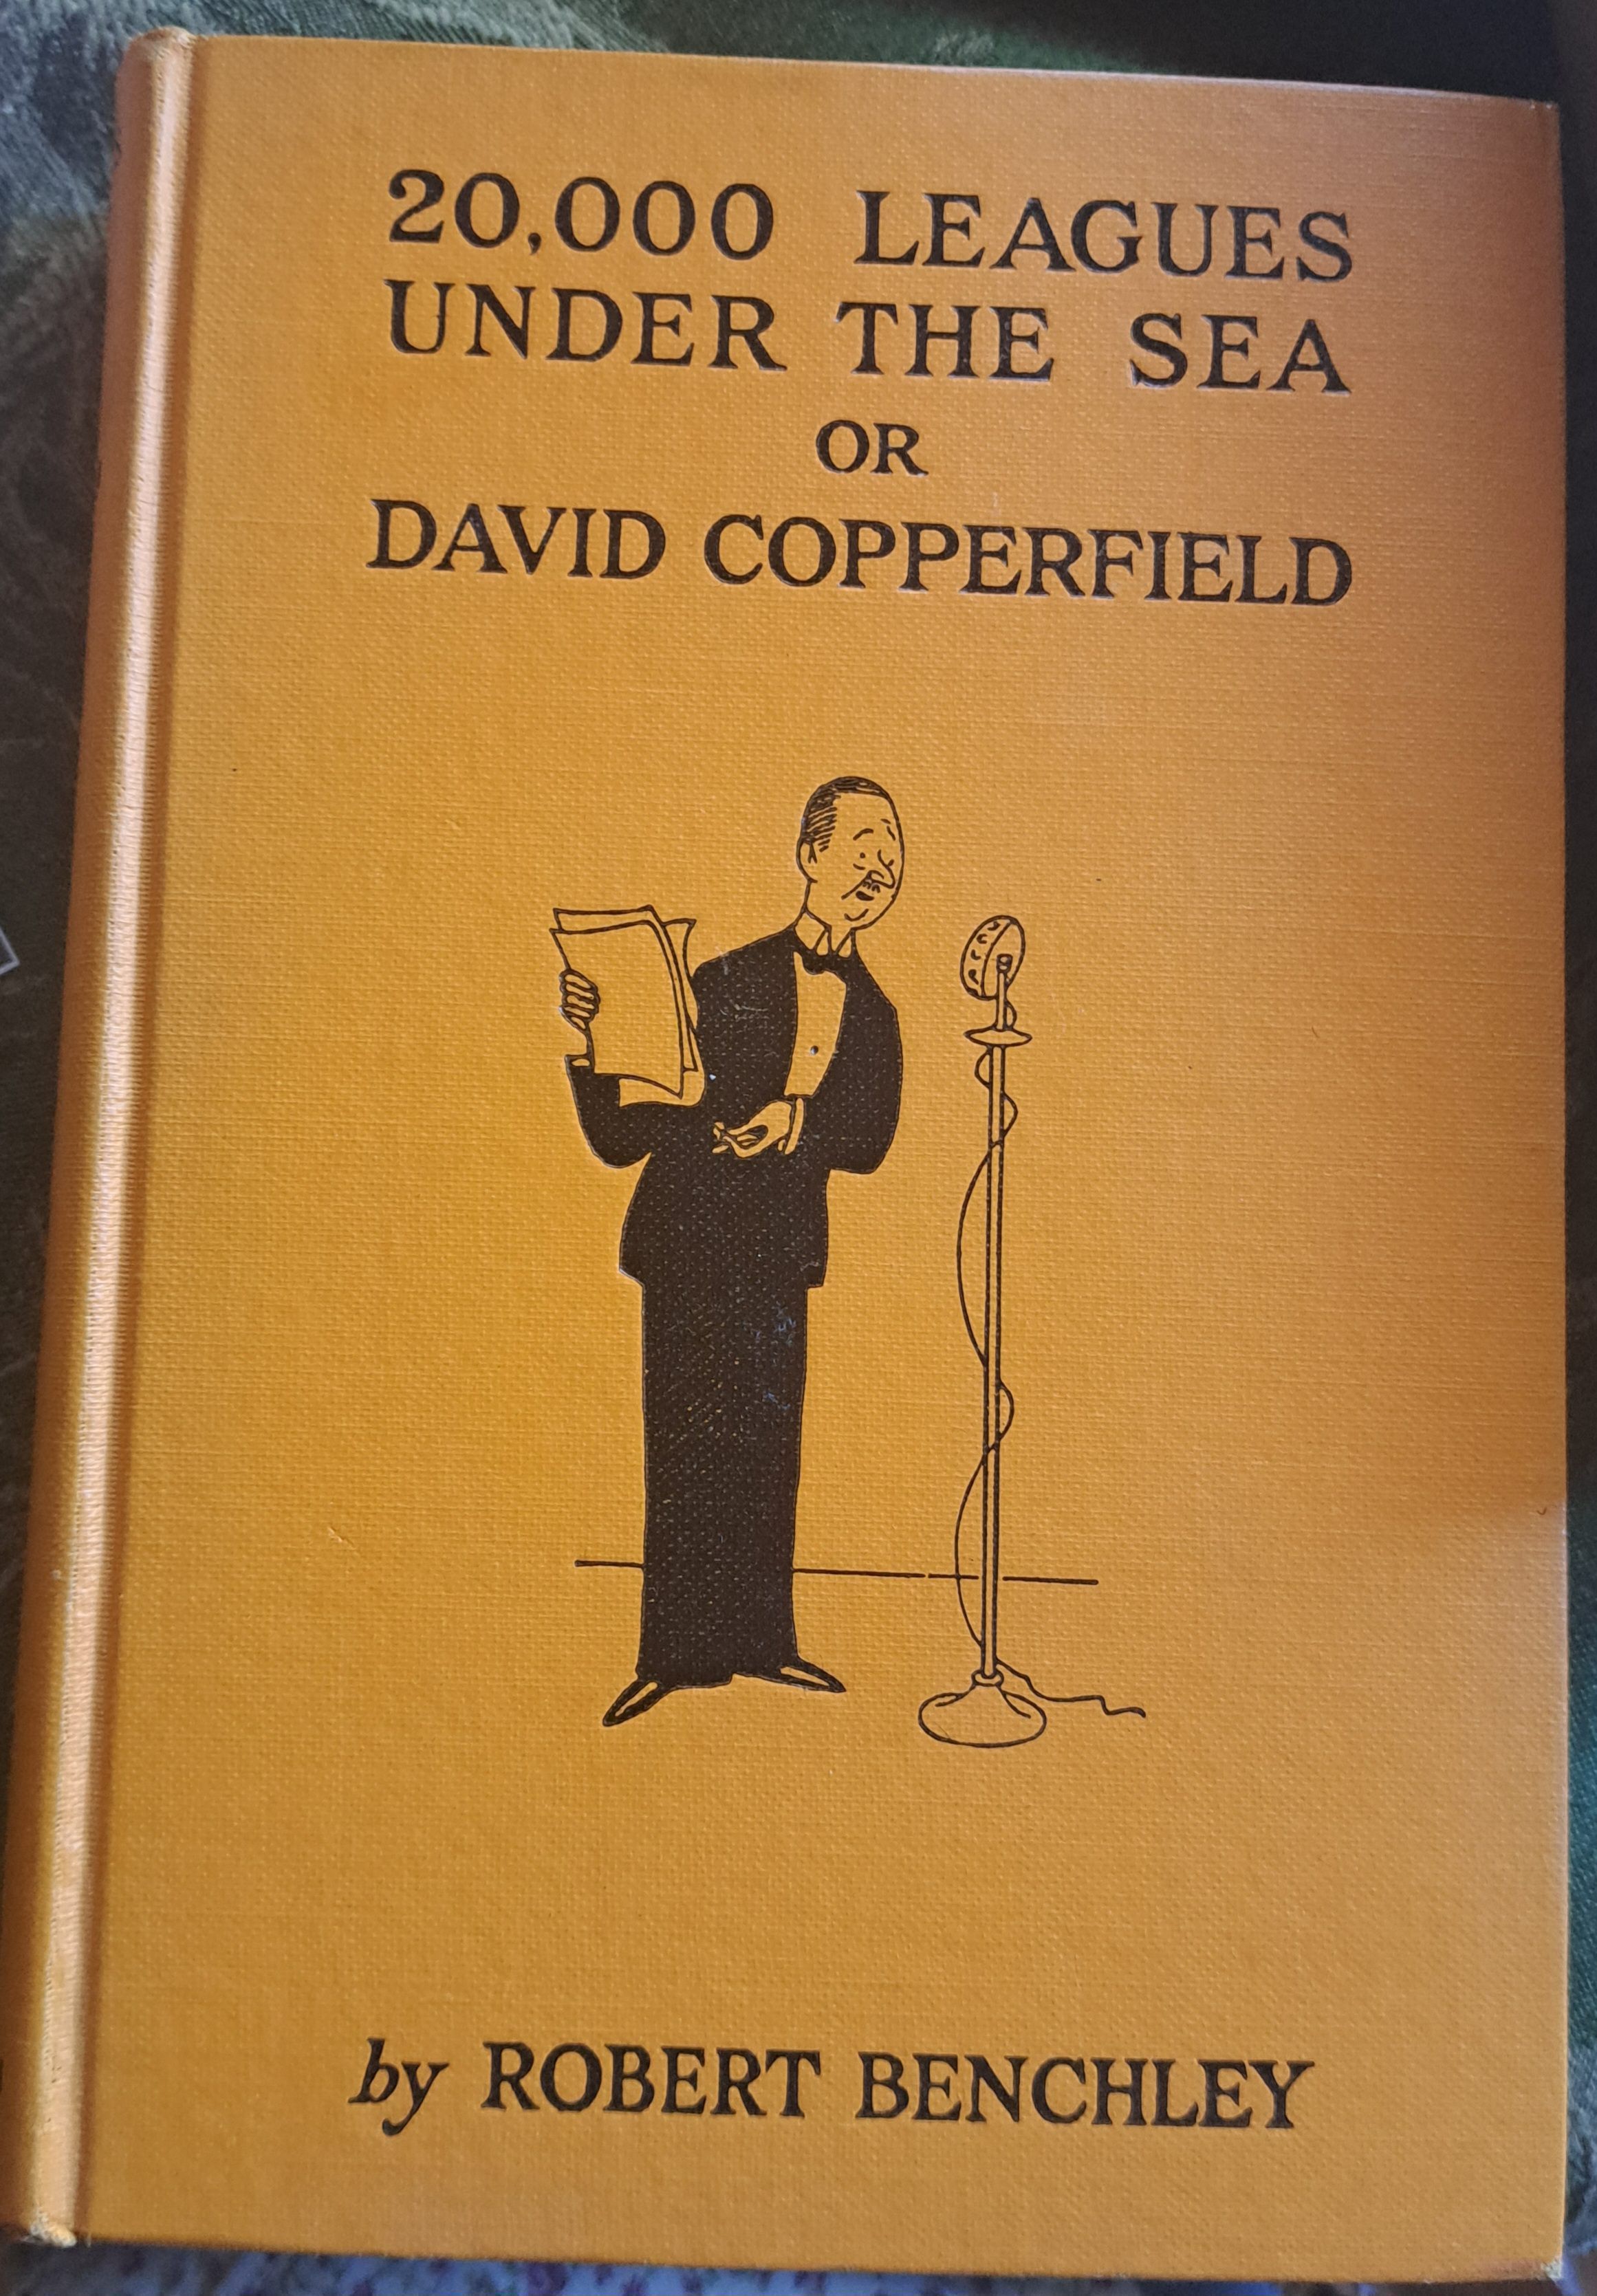 20,000 LEAGUES
UNDER THE SEA
OR
DAVID COPPERFIELD
by ROBERT BENCHLEY